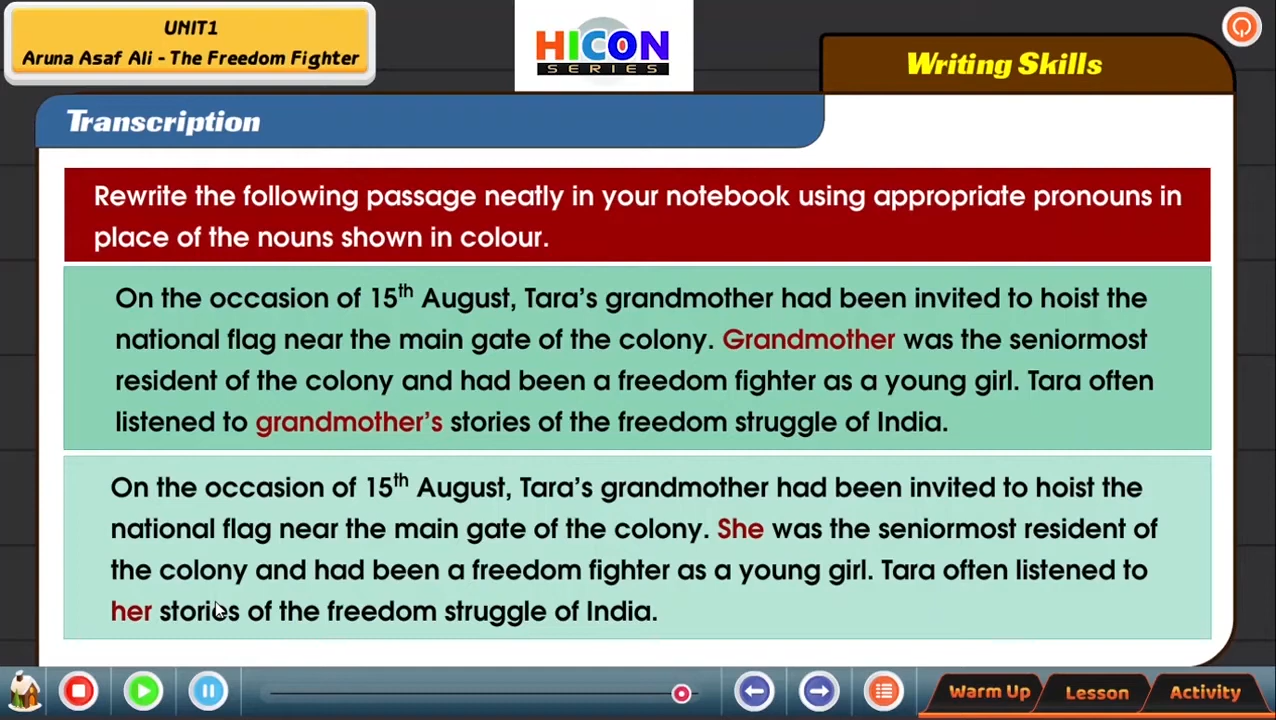 UNIT1
Aruna Asaf Ali - The Freedom Fighter
HICON
SERIES
Writing Skills
Transcription
Rewrite the following passage neatly in your notebook using appropriate pronouns in
place of the nouns shown in colour.
On the occasion of 15th August, Tara's grandmother had been invited to hoist the
national flag near the main gate of the colony. Grandmother was the seniormost
resident of the colony and had been a freedom fighter as a young girl. Tara often
listened to grandmother's stories of the freedom struggle of India.
On the occasion of 15th August, Tara's grandmother had been invited to hoist the
national flag near the main gate of the colony. She was the seniormost resident of
the colony and had been a freedom fighter as a young girl. Tara often listened to
her stories of the freedom struggle of India.
Warm Up
Lesson
Activity